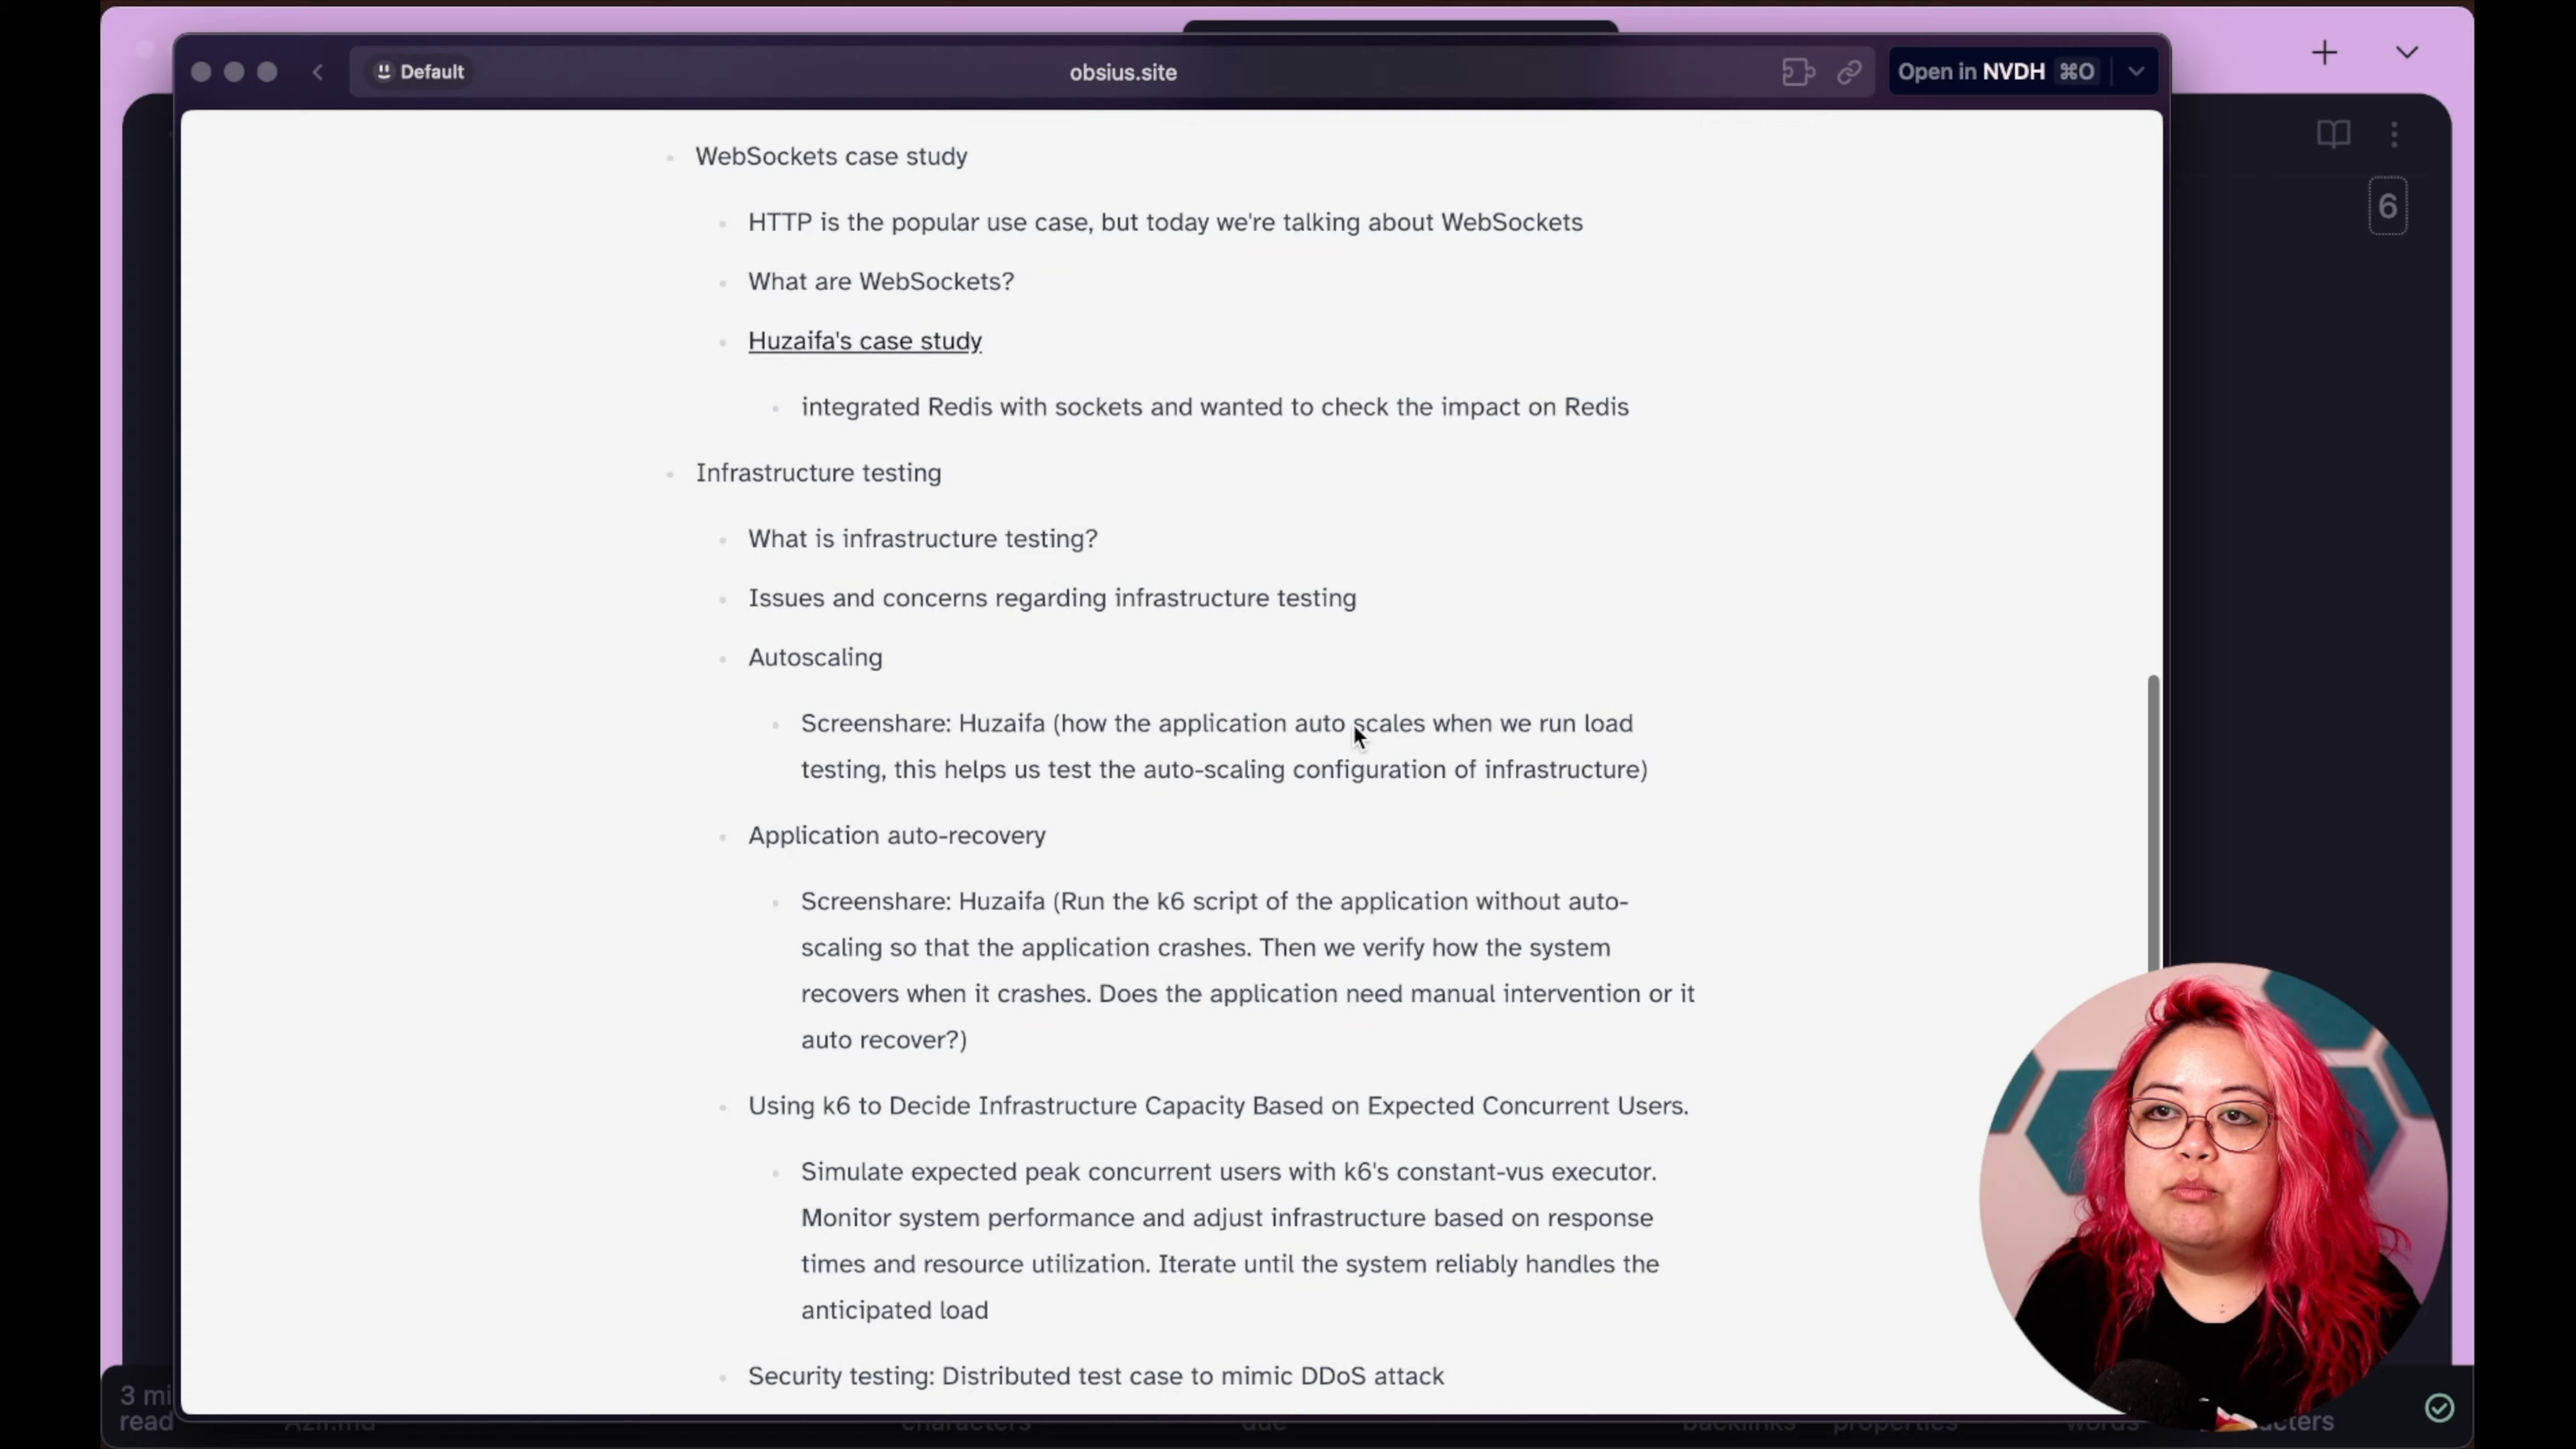 Default
obsius.site
Open in NVDH ⌘O
6
WebSockets case study
HTTP is the popular use case, but today we're talking about WebSockets
What are WebSockets?
Huzaifa's case study
integrated Redis with sockets and wanted to check the impact on Redis
Infrastructure testing
What is infrastructure testing?
Issues and concerns regarding infrastructure testing
Autoscaling
Screenshare: Huzaifa (how the application auto scales when we run load
testing, this helps us test the auto-scaling configuration of infrastructure)
Application auto-recovery
Screenshare: Huzaifa (Run the k6 script of the application without auto-
scaling so that the application crashes. Then we verify how the system
recovers when it crashes. Does the application need manual intervention or it
auto recover?)
Using k6 to Decide Infrastructure Capacity Based on Expected Concurrent Users.
Simulate expected peak concurrent users with k6's constant-vus executor.
Monitor system performance and adjust infrastructure based on response
times and resource utilization. Iterate until the system reliably handles the
anticipated load
Security testing: Distributed test case to mimic DDoS attack
3 mi
read
characters
backlinks properties words